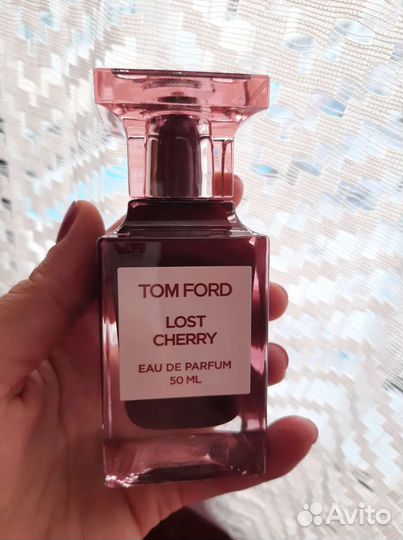 TOM FORD
LOST
CHERRY
EAU DE PARFUM
50 ML
Avito